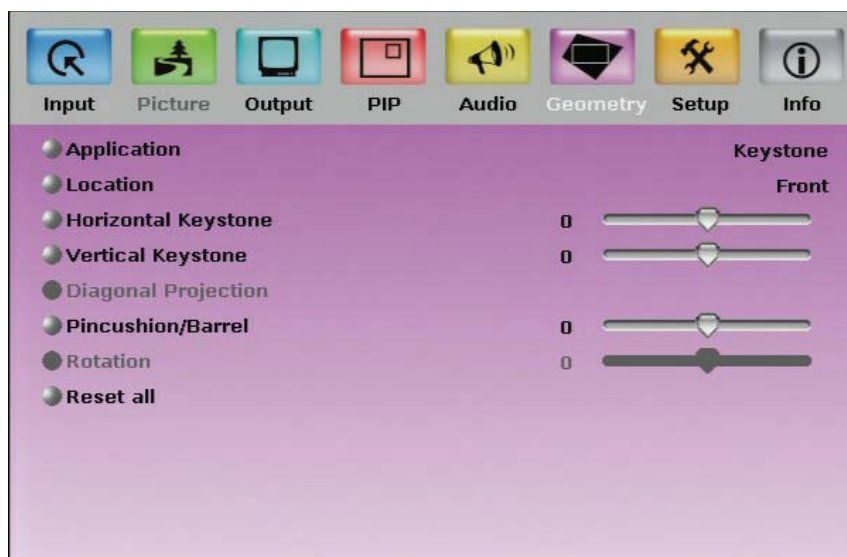 Input Picture Output PIP Audio Geometry Setup Info
Application Keystone
Location Front
Horizontal Keystone 0
Vertical Keystone 0
Diagonal Projection
Pincushion/Barrel 0
Rotation 0
Reset all